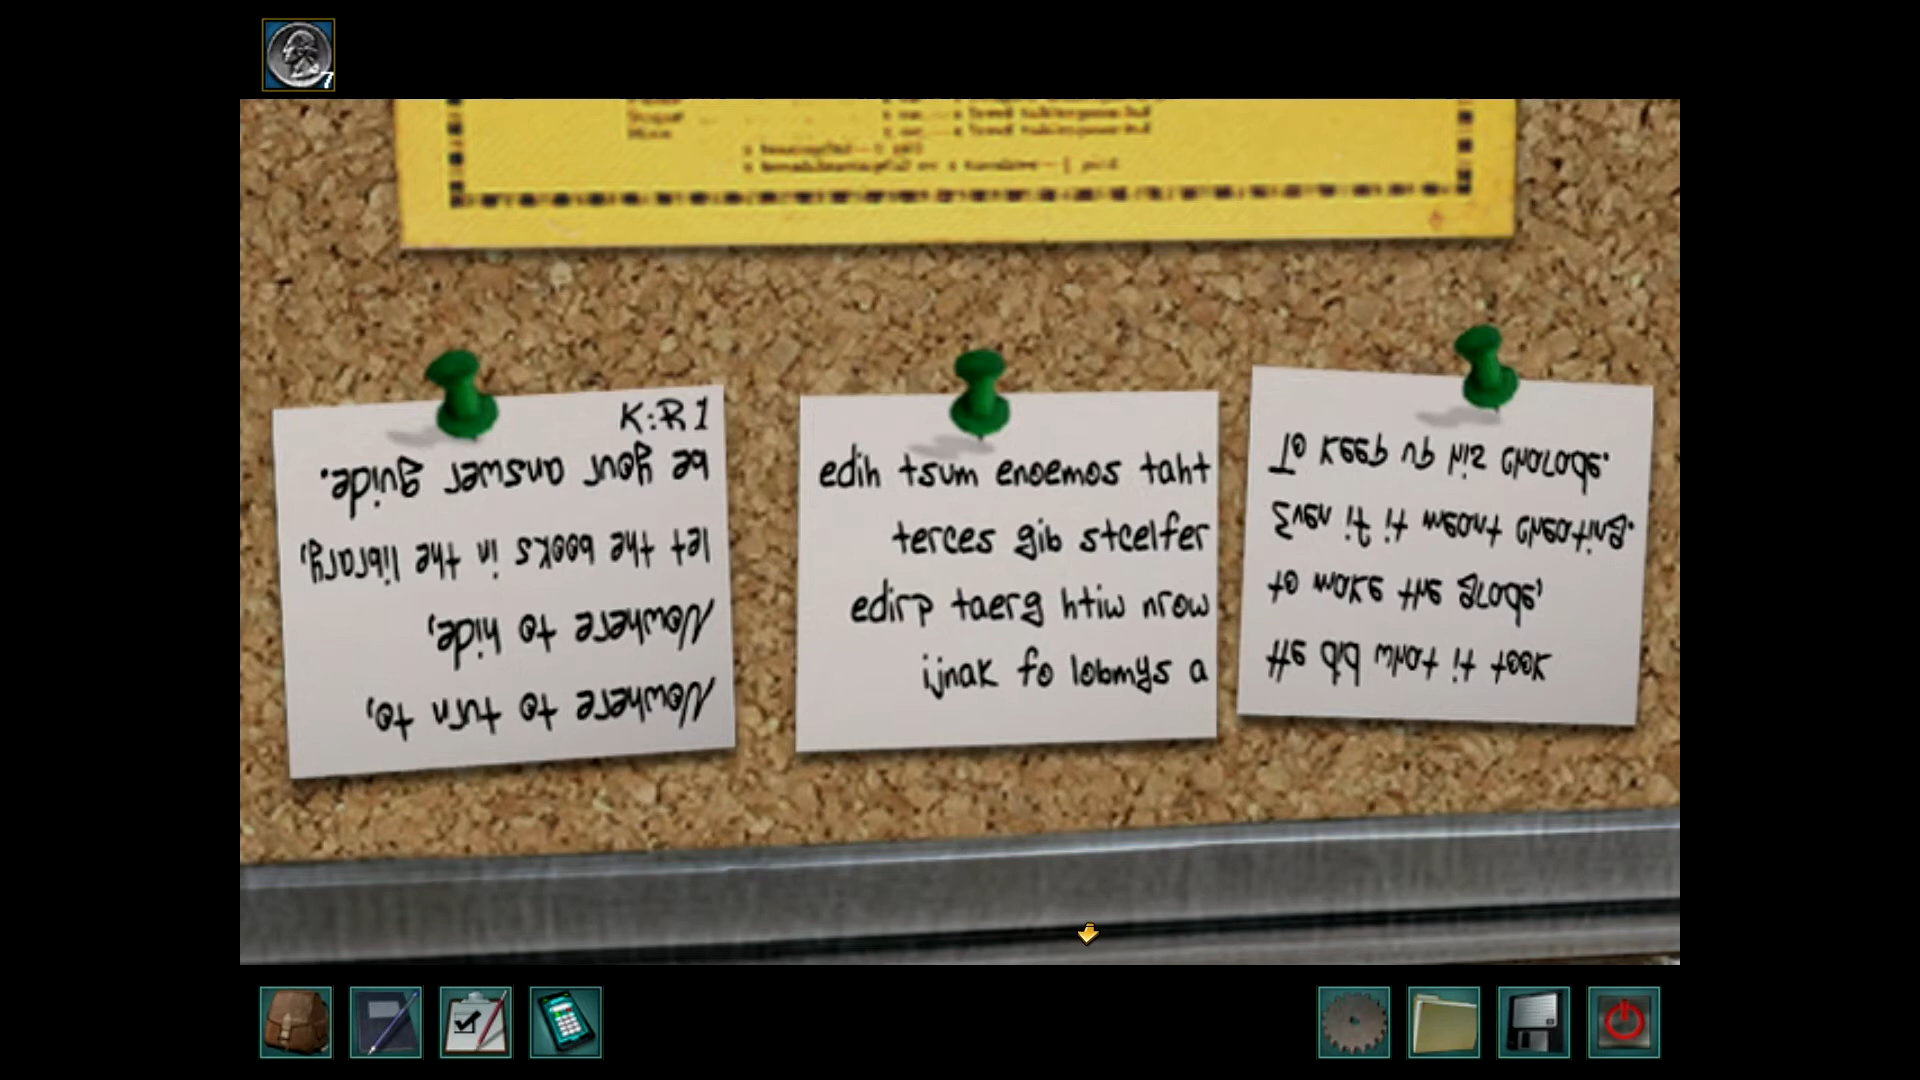 7
K:R1
Nowhere to turn to,
Nowhere to hide,
let the books in the library,
be your answer guide.
edih tsum enoemos taht
terces gib stcelfer
edirp taerg htiw nrow
ijnak fo lobmys a
He did what it took
to make the grade,
Even if it meant cheating.
To keep up his charade.